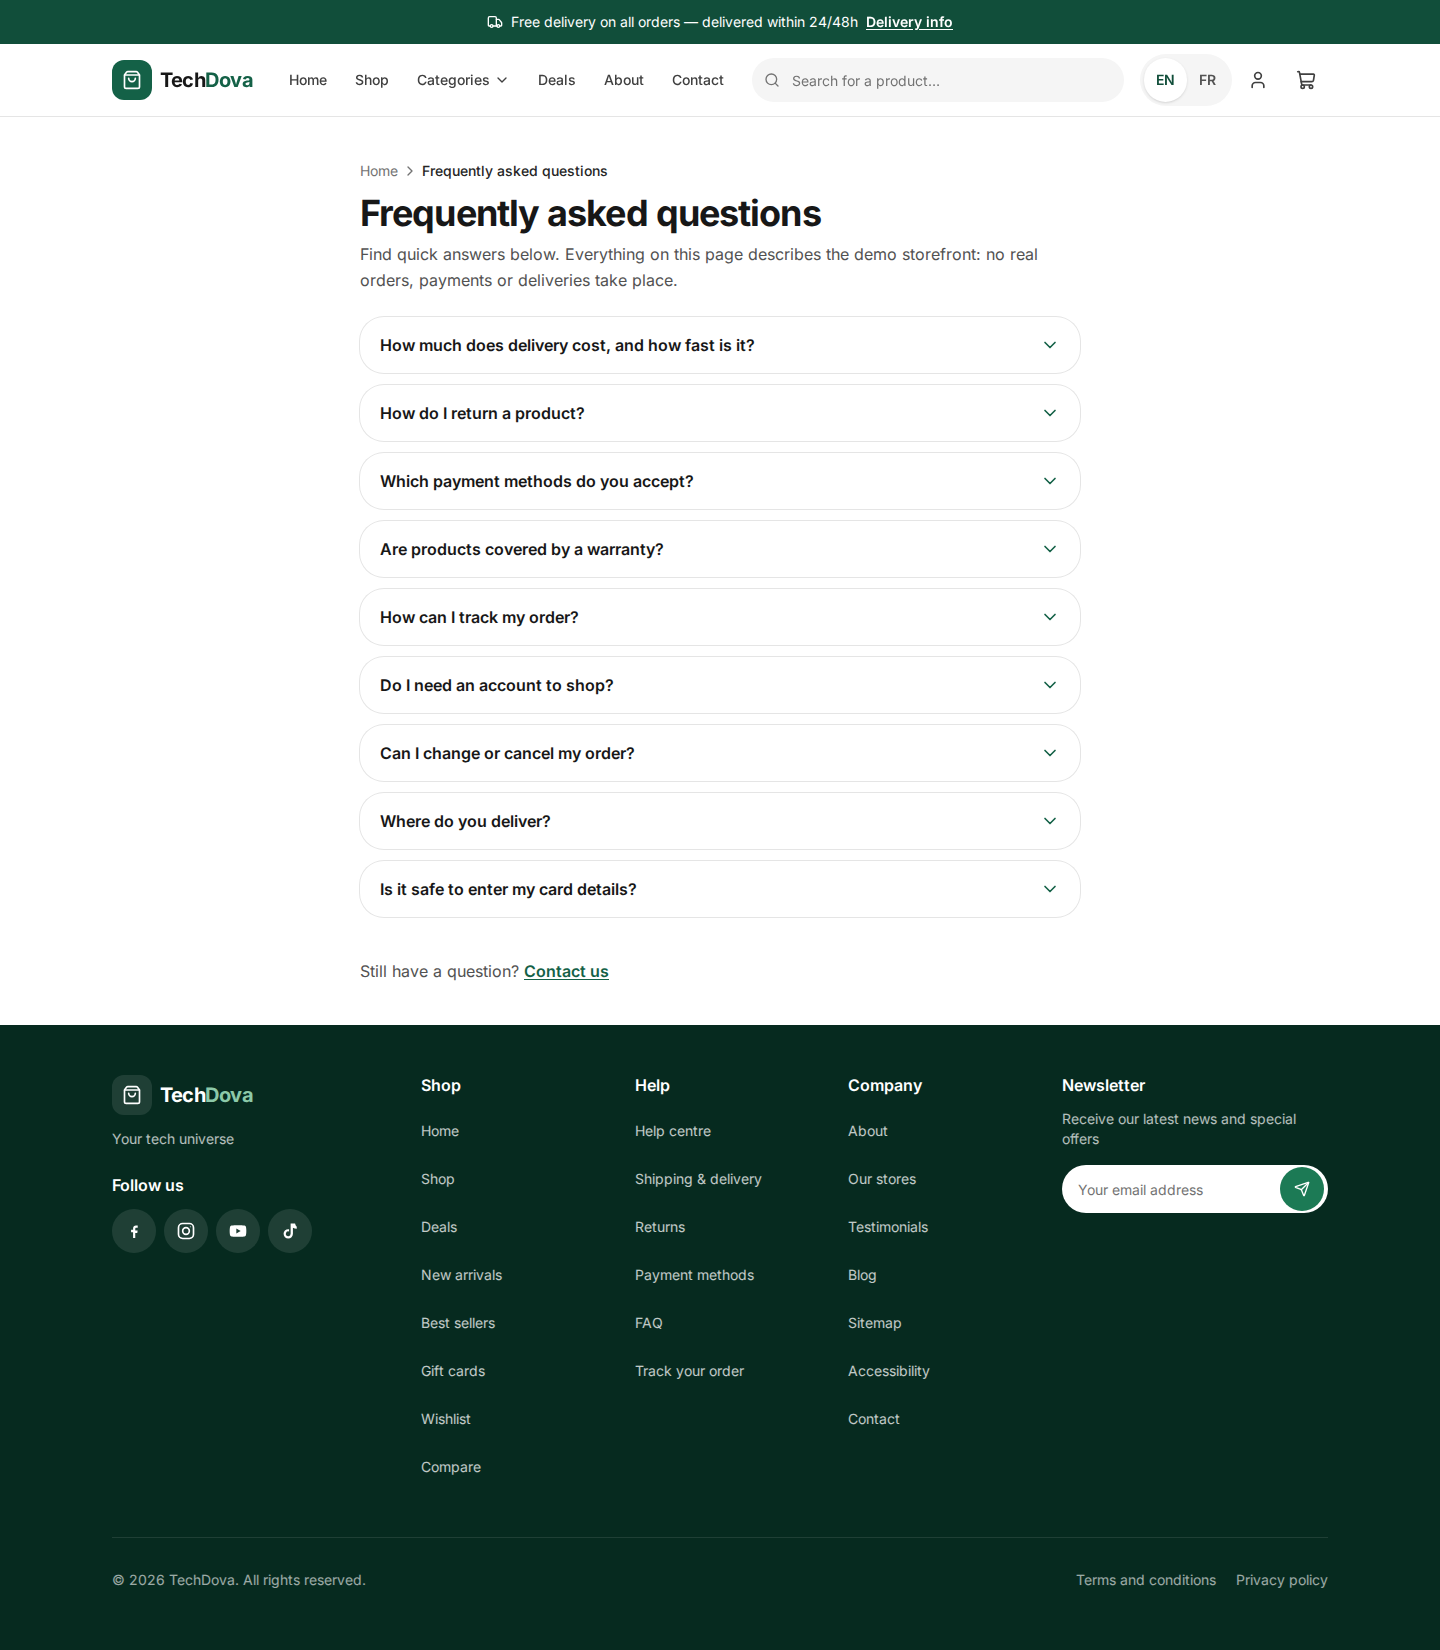 Free delivery on all orders — delivered within 24/48h Delivery info
TechDova
Home
Shop
Categories
Deals
About
Contact
Search for a product...
EN
FR
Home
Frequently asked questions
Frequently asked questions
Find quick answers below. Everything on this page describes the demo storefront: no real
orders, payments or deliveries take place.
How much does delivery cost, and how fast is it?
How do I return a product?
Which payment methods do you accept?
Are products covered by a warranty?
How can I track my order?
Do I need an account to shop?
Can I change or cancel my order?
Where do you deliver?
Is it safe to enter my card details?
Still have a question? Contact us
TechDova
Your tech universe
Follow us
Shop
Home
Shop
Deals
New arrivals
Best sellers
Gift cards
Wishlist
Compare
Help
Help centre
Shipping & delivery
Returns
Payment methods
FAQ
Track your order
Company
About
Our stores
Testimonials
Blog
Sitemap
Accessibility
Contact
Newsletter
Receive our latest news and special
offers
Your email address
© 2026 TechDova. All rights reserved.
Terms and conditions
Privacy policy